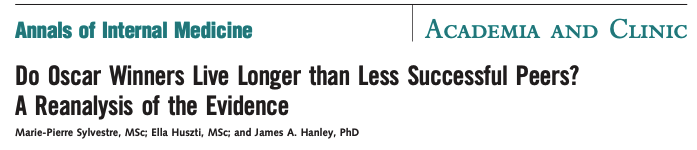 Annals of Internal Medicine
ACADEMIA AND CLINIC
Do Oscar Winners Live Longer than Less Successful Peers?
A Reanalysis of the Evidence
Marie-Pierre Sylvestre, MSc; Ella Huszti, MSc; and James A. Hanley, PhD